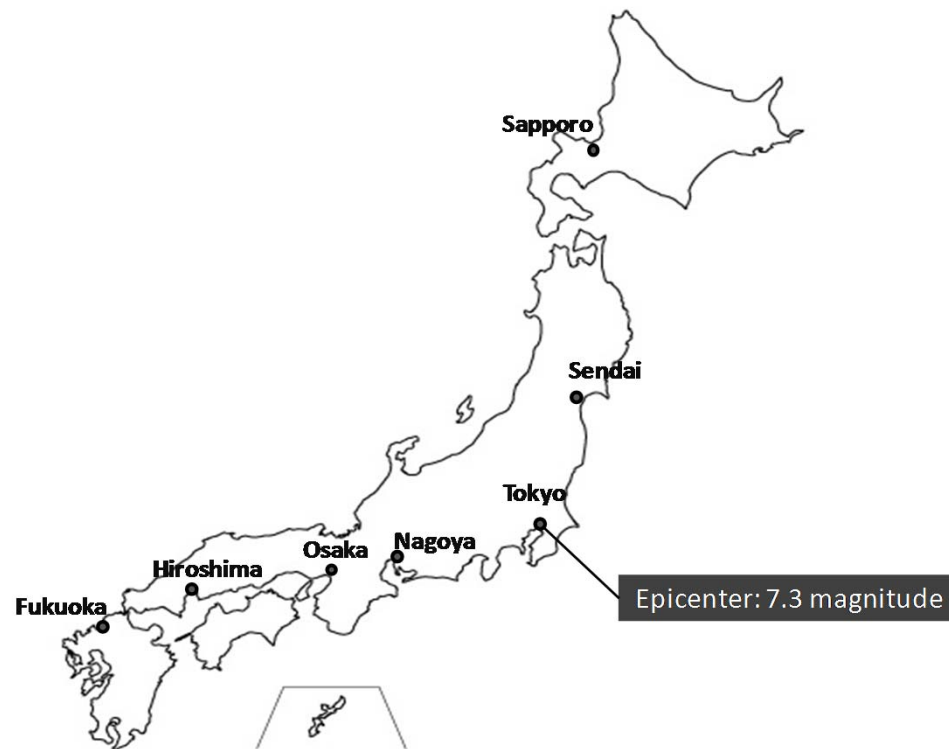 Sapporo
Sendai
Tokyo
Nagoya
Osaka
Hiroshima
Fukuoka
Epicenter: 7.3 magnitude